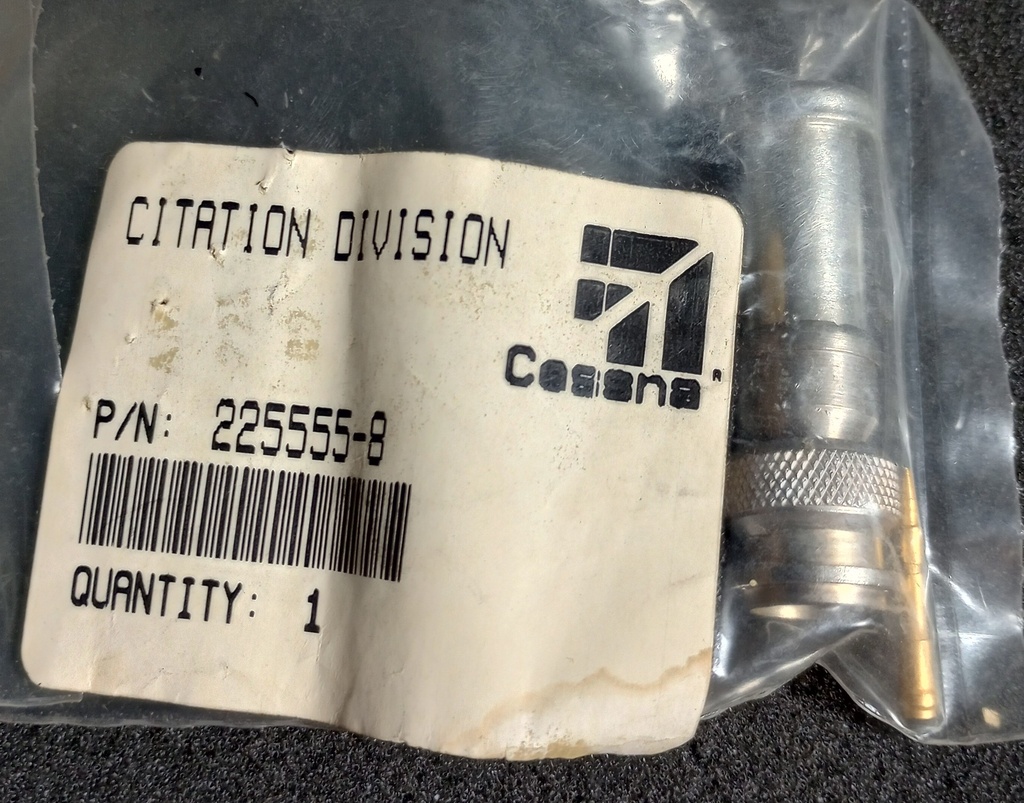 CITATION DIVISION
Cessna®
P/N: 225555-8
QUANTITY: 1